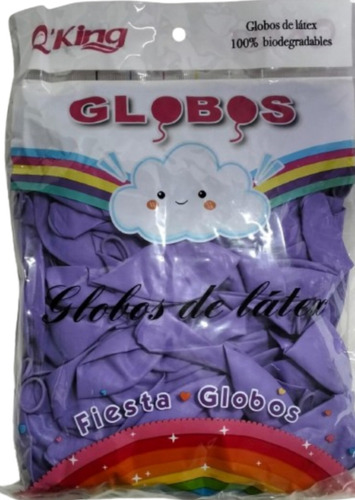 Q'King
Globos de látex
100% biodegradables
GLOBOS
Globos de látex
Fiesta Globos